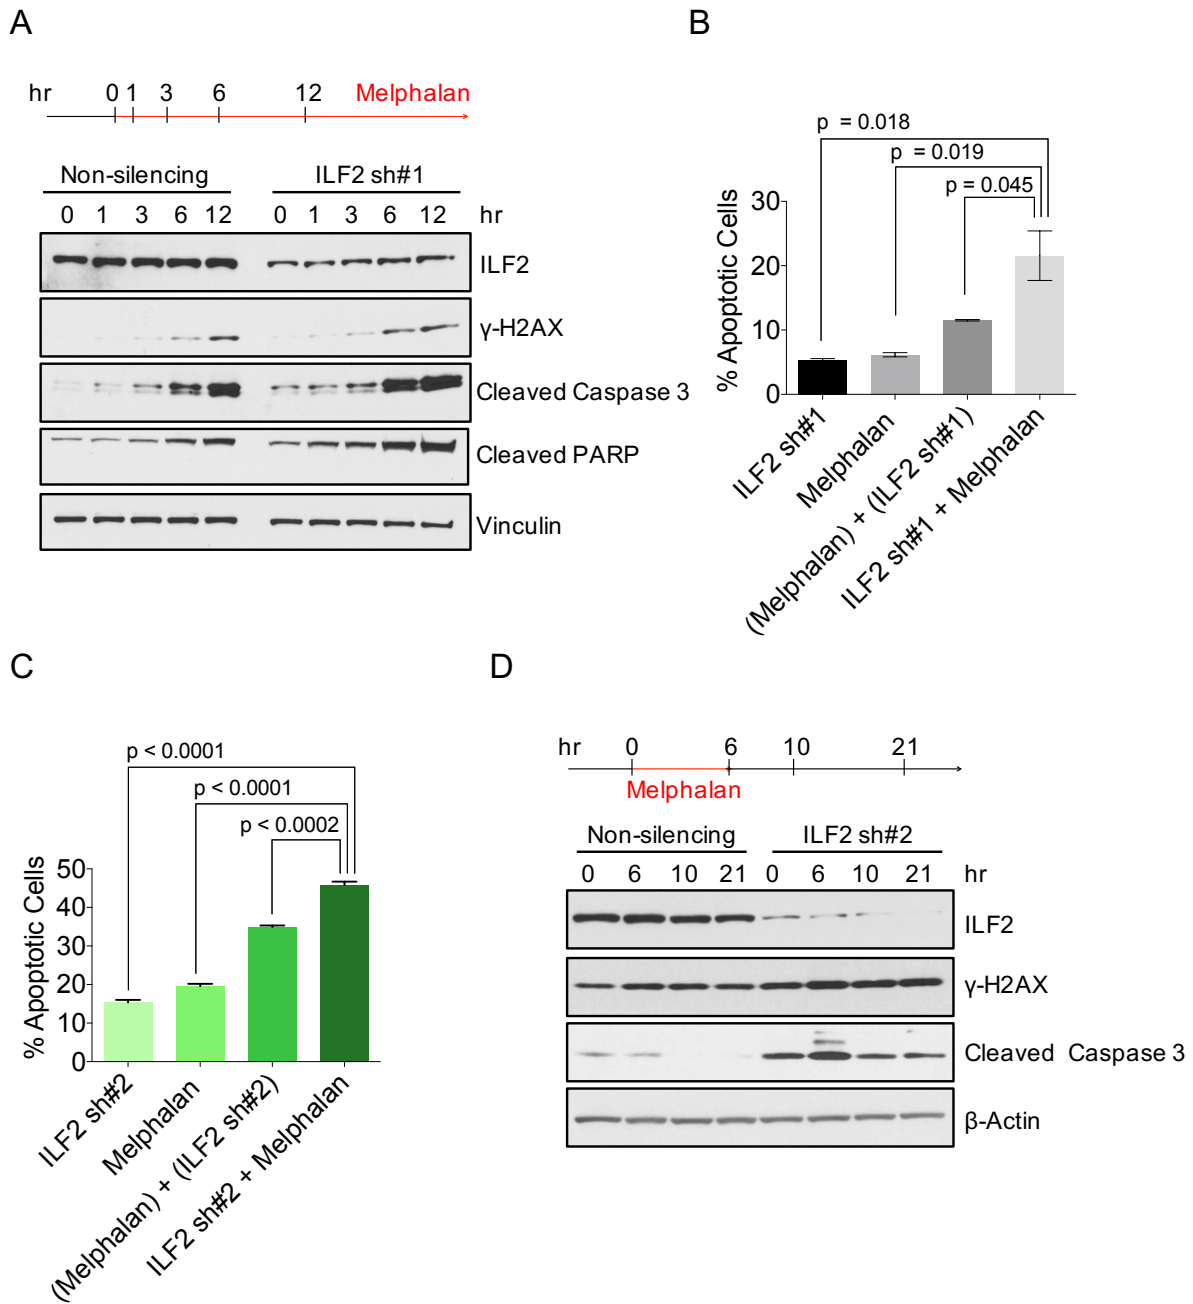 A
hr 0 1 3 6 12 Melphalan
Non-silencing ILF2 sh#1
0 1 3 6 12 0 1 3 6 12 hr
ILF2
γ-H2AX
Cleaved Caspase 3
Cleaved PARP
Vinculin
B
p = 0.018
p = 0.019
p = 0.045
% Apoptotic Cells
30
20
10
0
ILF2 sh#1
Melphalan
(Melphalan) + (ILF2 sh#1)
ILF2 sh#1 + Melphalan
C
p < 0.0001
p < 0.0001
p < 0.0002
% Apoptotic Cells
50
40
30
20
10
0
ILF2 sh#2
Melphalan
(Melphalan) + (ILF2 sh#2)
ILF2 sh#2 + Melphalan
D
hr 0 6 10 21
Melphalan
Non-silencing ILF2 sh#2
0 6 10 21 0 6 10 21 hr
ILF2
γ-H2AX
Cleaved Caspase 3
β-Actin